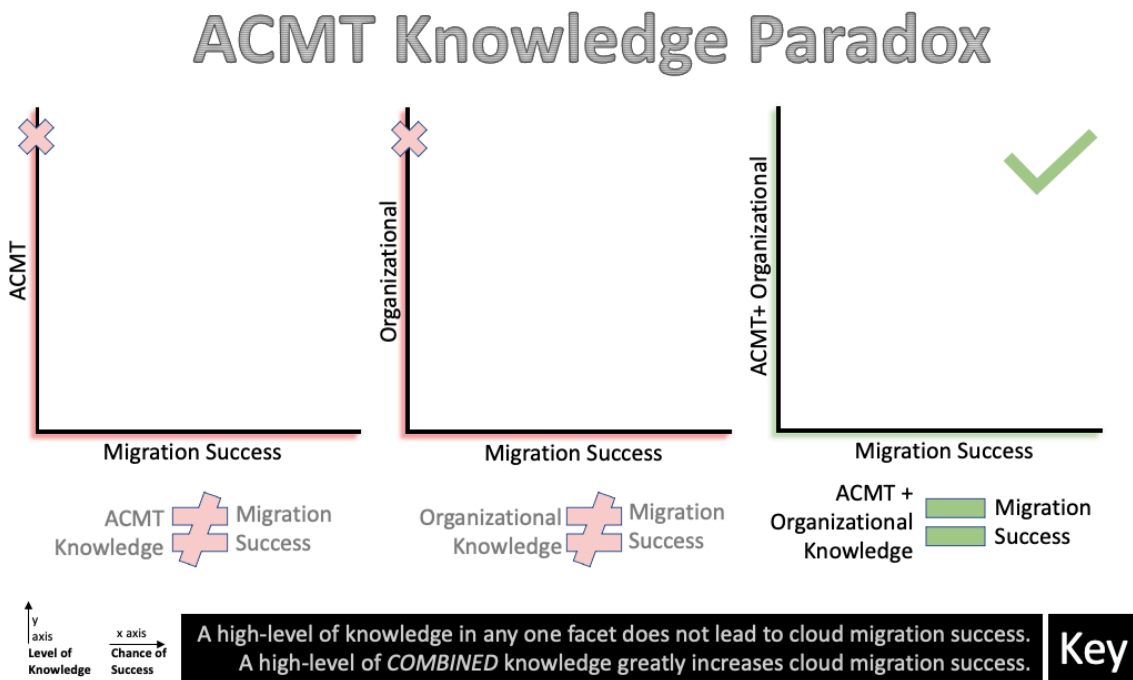 ACMT Knowledge Paradox
ACMT
Migration Success
Organizational
Migration Success
ACMT+ Organizational
Migration Success
ACMT
Knowledge
Migration
Success
Organizational
Knowledge
Migration
Success
ACMT +
Organizational
Knowledge
Migration
Success
y
axis
Level of
Knowledge
x axis
Chance of
Success
A high-level of knowledge in any one facet does not lead to cloud migration success.
A high-level of COMBINED knowledge greatly increases cloud migration success.
Key